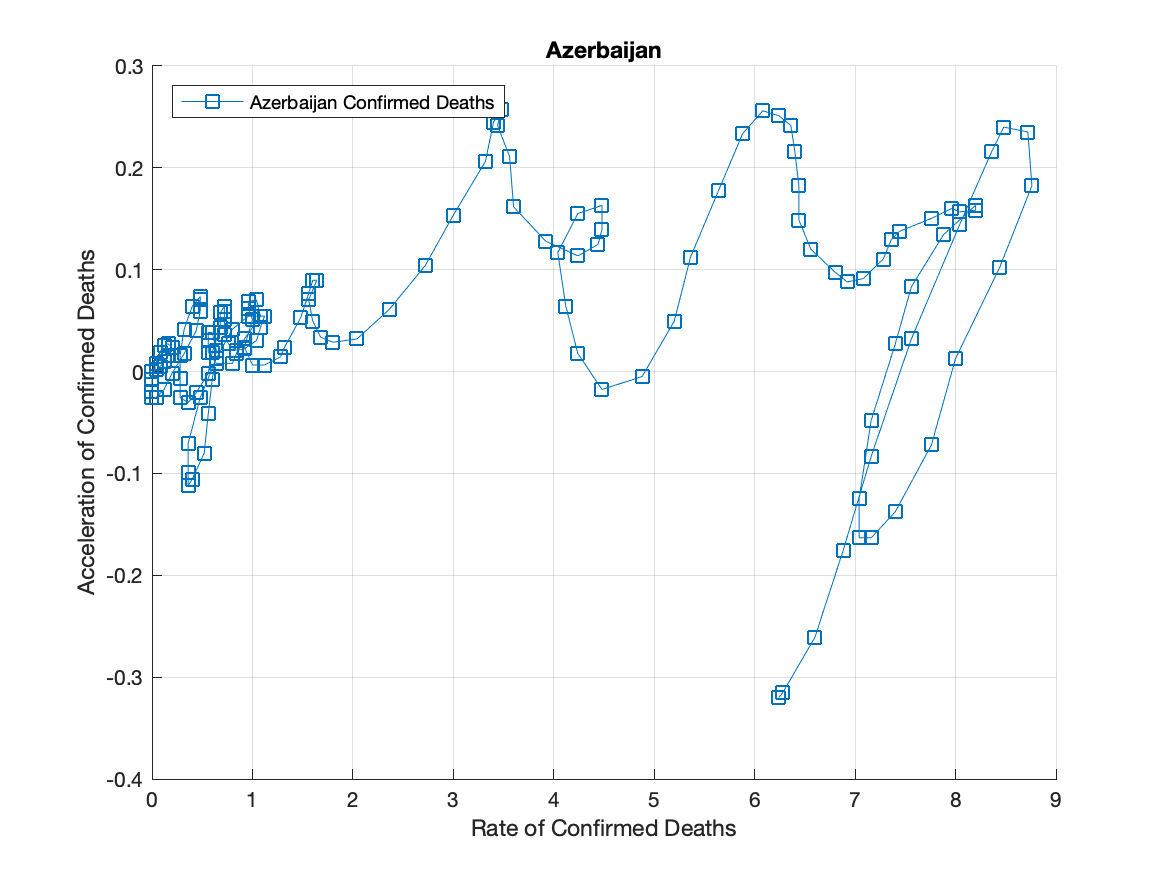 Azerbaijan
Azerbaijan Confirmed Deaths
0.3
0.2
0.1
0
-0.1
-0.2
-0.3
-0.4
Acceleration of Confirmed Deaths
0 1 2 3 4 5 6 7 8 9
Rate of Confirmed Deaths